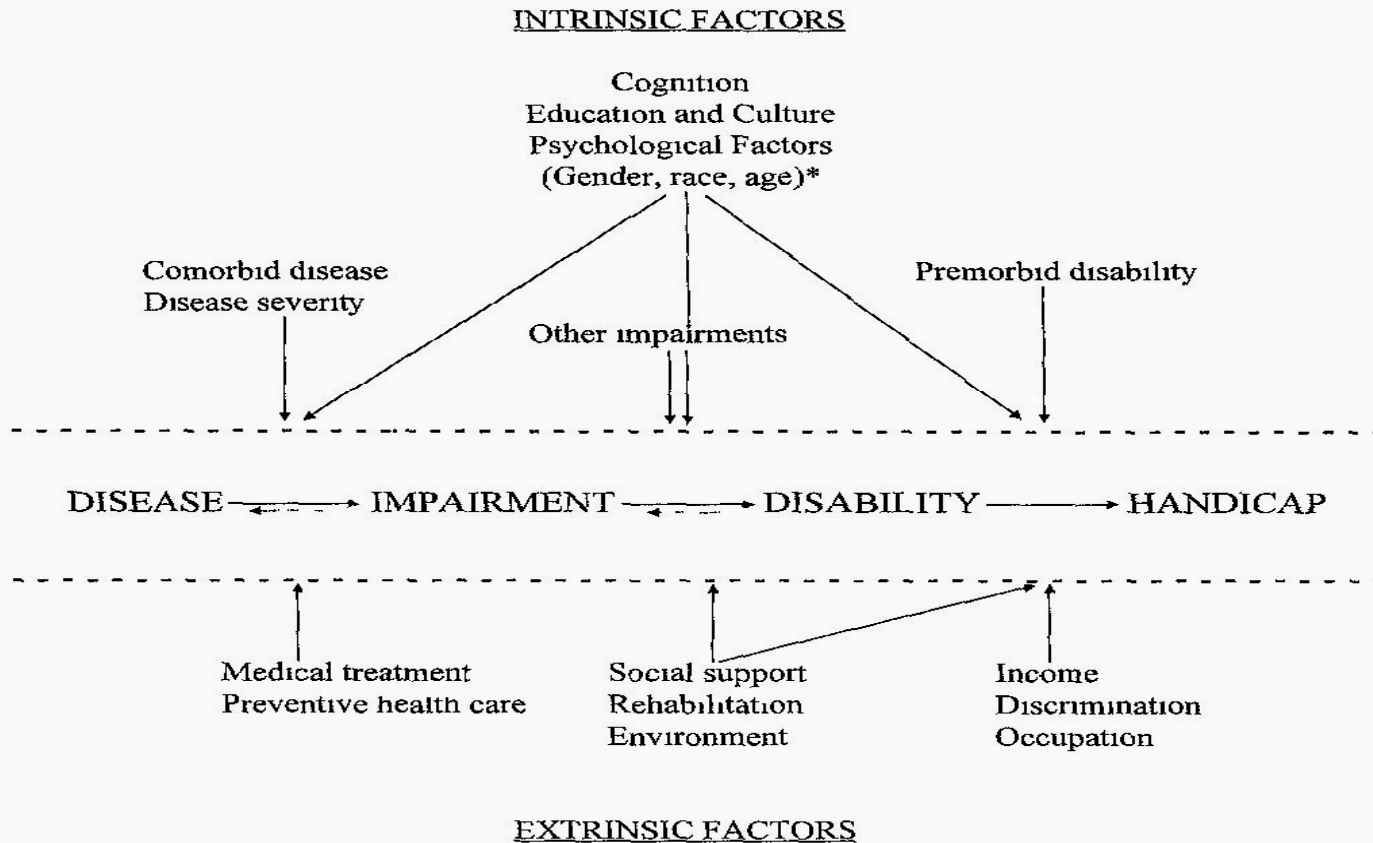 INTRINSIC FACTORS
Cognition
Education and Culture
Psychological Factors
(Gender, race, age)*
Comorbid disease
Disease severity
Premorbid disability
Other impairments
DISEASE IMPAIRMENT DISABILITY HANDICAP
Medical treatment
Preventive health care
Social support
Rehabilitation
Environment
Income
Discrimination
Occupation
EXTRINSIC FACTORS